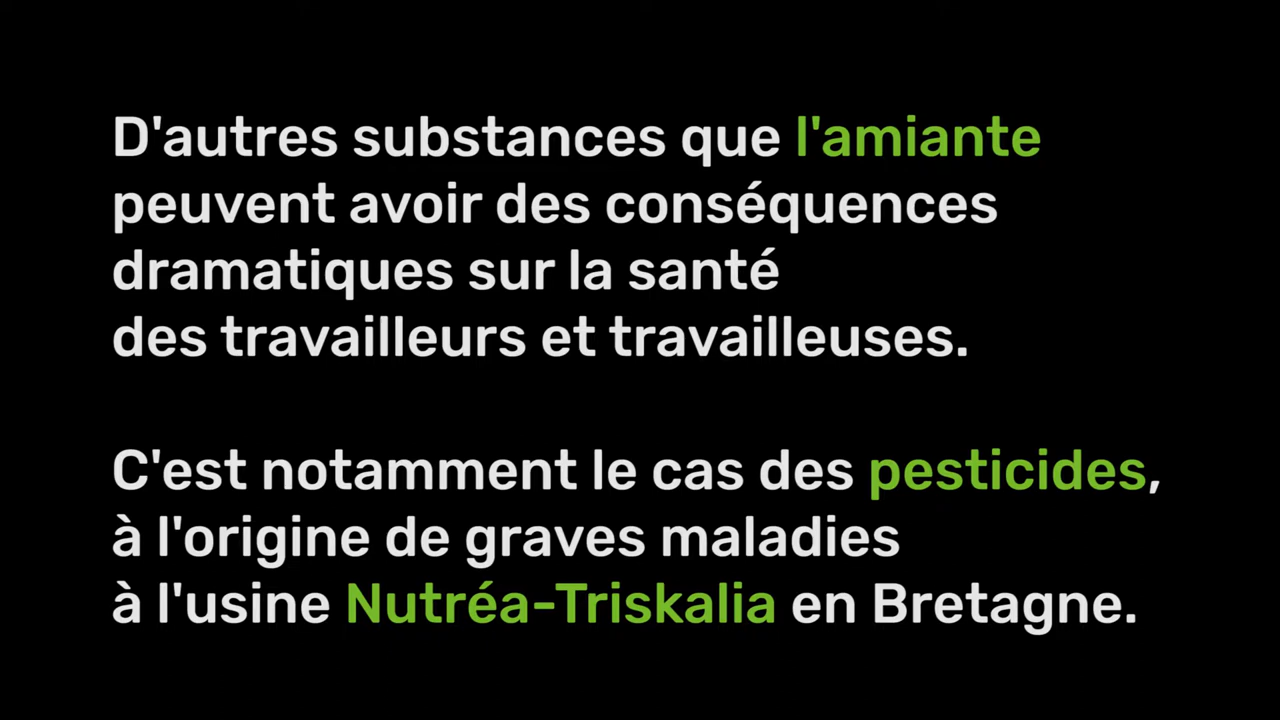 D'autres substances que l'amiante
peuvent avoir des conséquences
dramatiques sur la santé
des travailleurs et travailleuses.
C'est notamment le cas des pesticides,
à l'origine de graves maladies
à l'usine Nutréa-Triskalia en Bretagne.